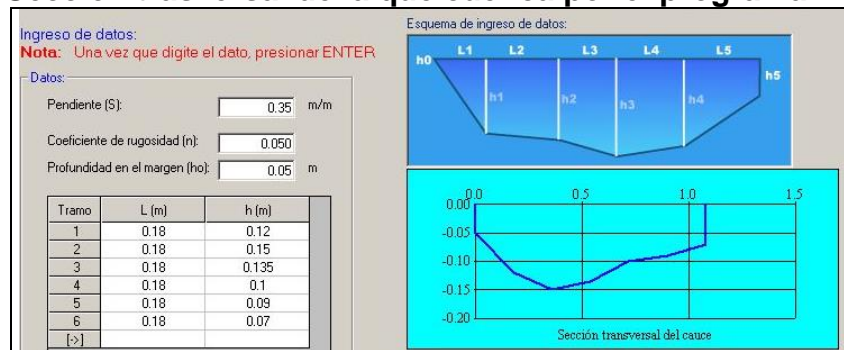 Ingreso de datos:
Nota: Una vez que digite el dato, presionar ENTER
Datos:
Pendiente (S): 0.35 m/m
Coeficiente de rugosidad (n): 0.050
Profundidad en el margen (ho): 0.05 m
Tramo L (m) h (m)
1 0.18 0.12
2 0.18 0.15
3 0.18 0.135
4 0.18 0.1
5 0.18 0.09
6 0.18 0.07
[->]
Esquema de ingreso de datos:
h0 L1 L2 L3 L4 L5 h5
h1 h2 h3 h4
0.0 0.5 1.0 1.5
0.00
-0.05
-0.10
-0.15
-0.20
Sección transversal del cauce